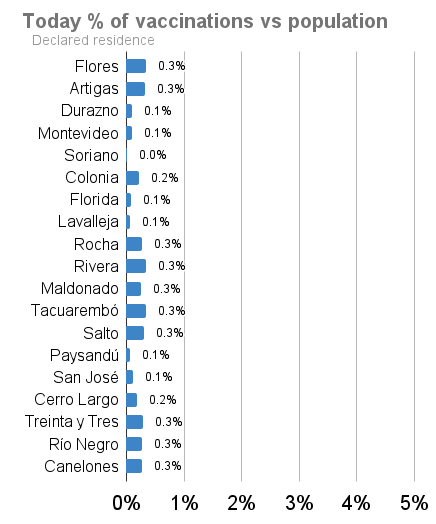 Today % of vaccinations vs population
Declared residence
Flores 0.3%
Artigas 0.3%
Durazno 0.1%
Montevideo 0.1%
Soriano 0.0%
Colonia 0.2%
Florida 0.1%
Lavalleja 0.1%
Rocha 0.3%
Rivera 0.3%
Maldonado 0.3%
Tacuarembó 0.3%
Salto 0.3%
Paysandú 0.1%
San José 0.1%
Cerro Largo 0.2%
Treinta y Tres 0.3%
Río Negro 0.3%
Canelones 0.3%
0% 1% 2% 3% 4% 5%